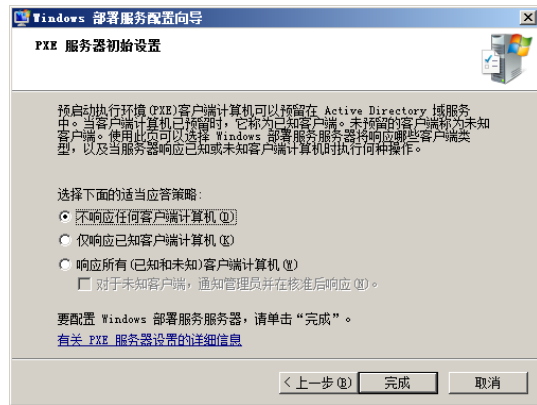 Windows 部署服务配置向导
PXE 服务器初始设置
预启动执行环境(PXE)客户端计算机可以预留在 Active Directory 域服务
中。当客户端计算机已预留时，它称为已知客户端。未预留的客户端称为未知
客户端。使用此页可以选择 Windows 部署服务服务器将响应哪些客户端类
型，以及当服务器响应已知或未知客户端计算机时执行何种操作。
选择下面的适当应答策略:
不响应任何客户端计算机(D)
仅响应已知客户端计算机(K)
响应所有(已知和未知)客户端计算机(W)
对于未知客户端，通知管理员并在核准后响应(N)。
要配置 Windows 部署服务服务器，请单击“完成”。
有关 PXE 服务器设置的详细信息
<上一步(B) 完成 取消